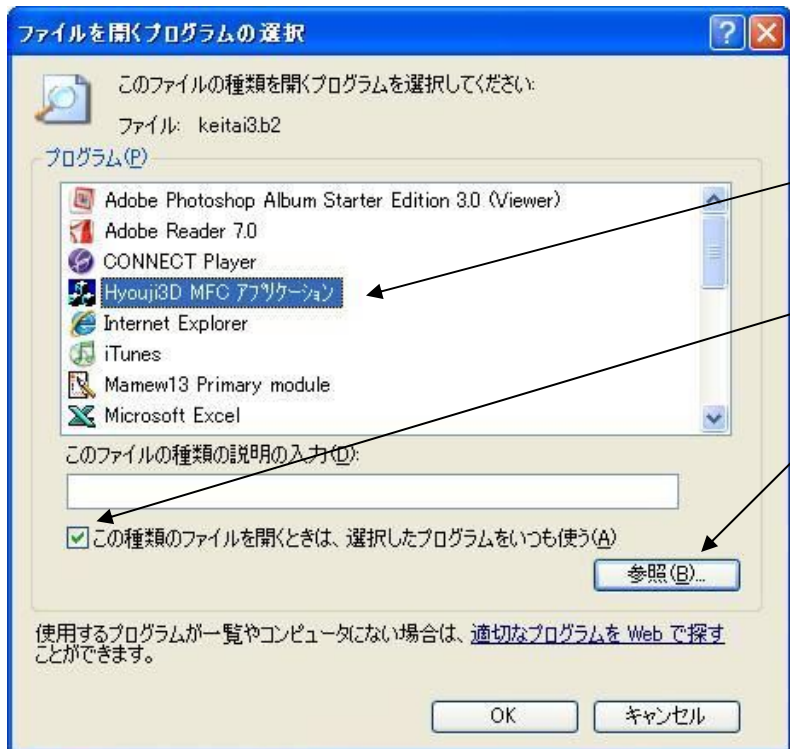 ファイルを開くプログラムの選択
このファイルの種類を開くプログラムを選択してください:
ファイル: keitai3.b2
プログラム(P)
Adobe Photoshop Album Starter Edition 3.0 (Viewer)
Adobe Reader 7.0
CONNECT Player
Hyouji3D MFC アプリケーション
Internet Explorer
iTunes
Mamew13 Primary module
Microsoft Excel
このファイルの種類の説明の入力(D):
この種類のファイルを開くときは、選択したプログラムをいつも使う(A)
参照(B)...
使用するプログラムが一覧やコンピュータにない場合は、適切なプログラムを Web で探す
ことができます。
OK キャンセル